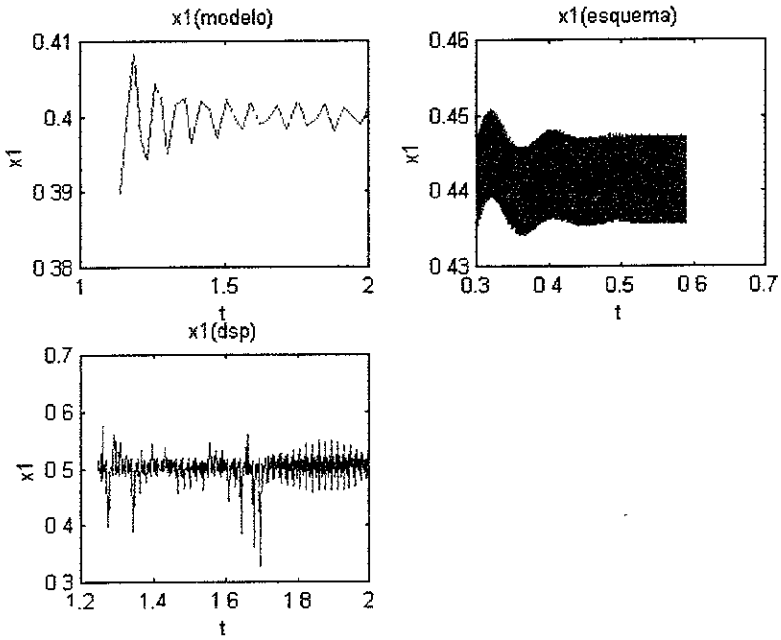 x1(modelo)
0.41
0.4
0 39
0 38
x1
1
1.5
2
t
x1(esquema)
0.46
0.45
0 44
0.43
x1
0.3
0 4
0 5
0 6
0.7
t
x1(dsp)
0.7
0 6
0 5
0.4
0 3
x1
1.2
1.4
1 6
1 8
2
t